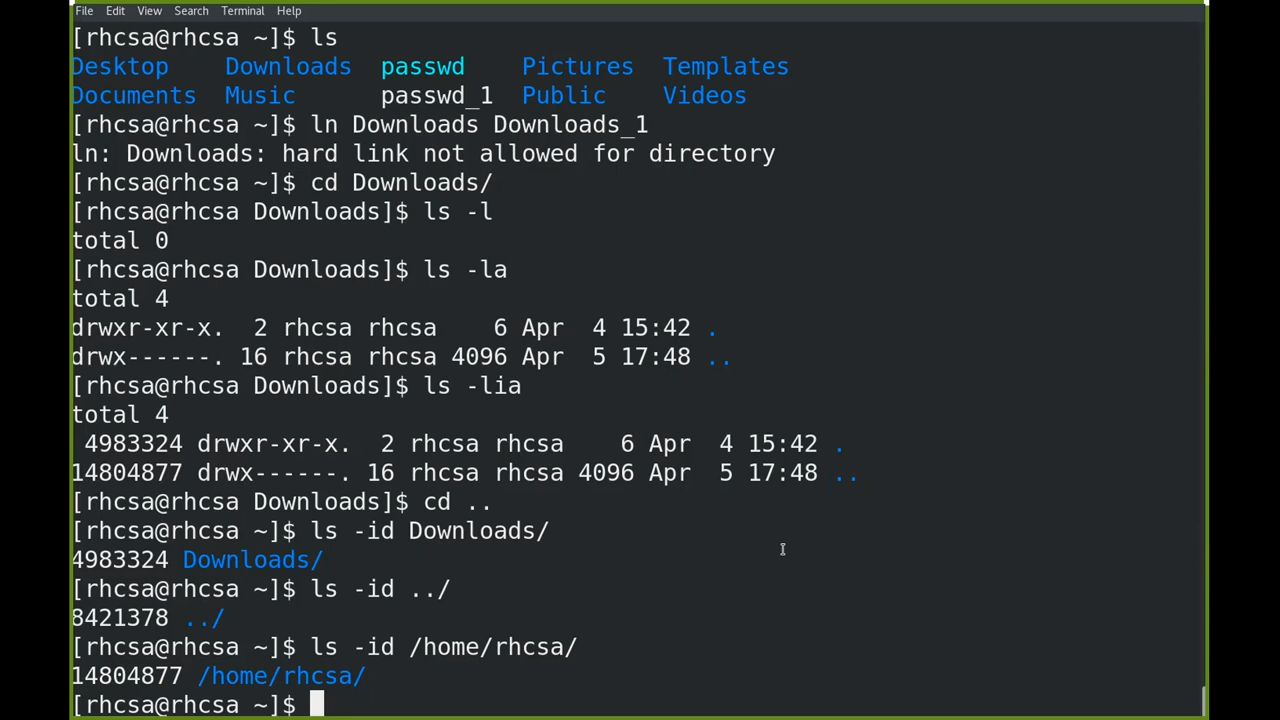 File Edit View Search Terminal Help
[rhcsa@rhcsa ~]$ ls
Desktop    Downloads  passwd    Pictures  Templates
Documents  Music      passwd_1  Public    Videos
[rhcsa@rhcsa ~]$ ln Downloads Downloads_1
ln: Downloads: hard link not allowed for directory
[rhcsa@rhcsa ~]$ cd Downloads/
[rhcsa@rhcsa Downloads]$ ls -l
total 0
[rhcsa@rhcsa Downloads]$ ls -la
total 4
drwxr-xr-x.  2 rhcsa rhcsa    6 Apr  4 15:42 .
drwx------. 16 rhcsa rhcsa 4096 Apr  5 17:48 ..
[rhcsa@rhcsa Downloads]$ ls -lia
total 4
 4983324 drwxr-xr-x.  2 rhcsa rhcsa    6 Apr  4 15:42 .
14804877 drwx------. 16 rhcsa rhcsa 4096 Apr  5 17:48 ..
[rhcsa@rhcsa Downloads]$ cd ..
[rhcsa@rhcsa ~]$ ls -id Downloads/
4983324 Downloads/
[rhcsa@rhcsa ~]$ ls -id ../
8421378 ../
[rhcsa@rhcsa ~]$ ls -id /home/rhcsa/
14804877 /home/rhcsa/
[rhcsa@rhcsa ~]$